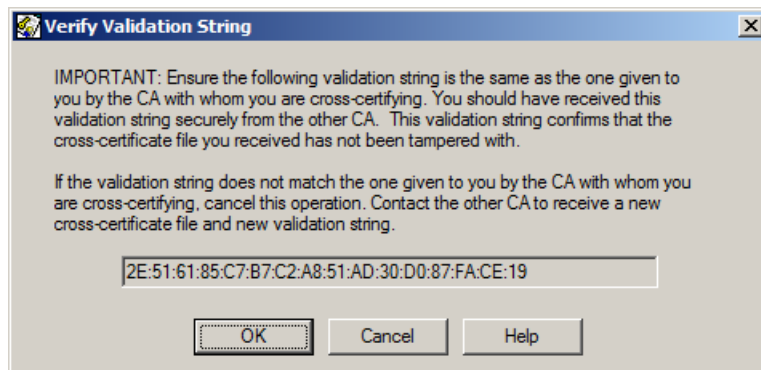 Verify Validation String
IMPORTANT: Ensure the following validation string is the same as the one given to
you by the CA with whom you are cross-certifying. You should have received this
validation string securely from the other CA.  This validation string confirms that the
cross-certificate file you received has not been tampered with.
If the validation string does not match the one given to you by the CA with whom you
are cross-certifying, cancel this operation. Contact the other CA to receive a new
cross-certificate file and new validation string.
2E:51:61:85:C7:B7:C2:A8:51:AD:30:D0:87:FA:CE:19
OK Cancel Help